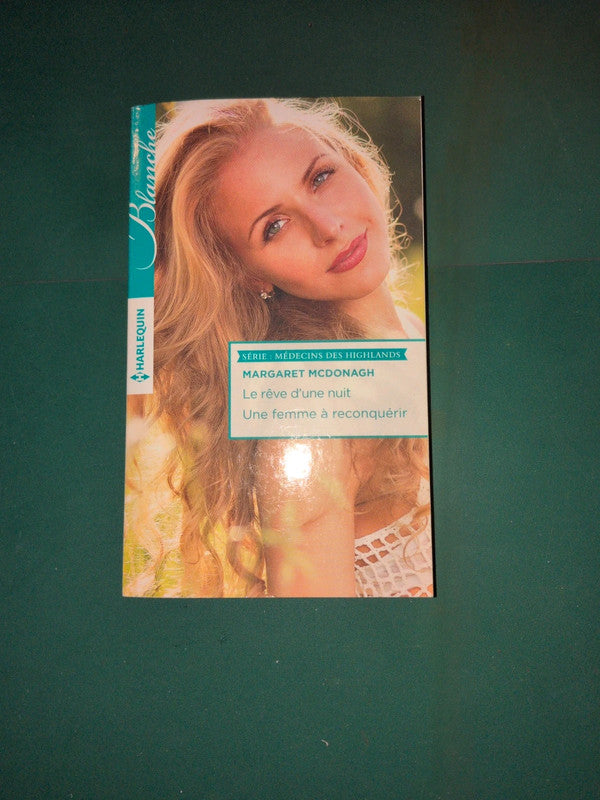 Blanche
HARLEQUIN
SÉRIE : MÉDECINS DES HIGHLANDS
MARGARET MCDONAGH
Le rêve d'une nuit
Une femme à reconquérir